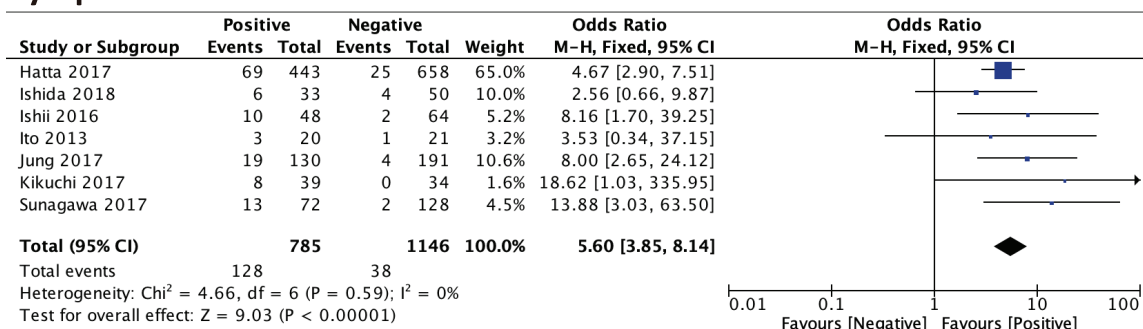 Positive Negative Odds Ratio Odds Ratio
Study or Subgroup Events Total Events Total Weight M-H, Fixed, 95% CI M-H, Fixed, 95% CI
Hatta 2017 69 443 25 658 65.0% 4.67 [2.90, 7.51]
Ishida 2018 6 33 4 50 10.0% 2.56 [0.66, 9.87]
Ishii 2016 10 48 2 64 5.2% 8.16 [1.70, 39.25]
Ito 2013 3 20 1 21 3.2% 3.53 [0.34, 37.15]
Jung 2017 19 130 4 191 10.6% 8.00 [2.65, 24.12]
Kikuchi 2017 8 39 0 34 1.6% 18.62 [1.03, 335.95]
Sunagawa 2017 13 72 2 128 4.5% 13.88 [3.03, 63.50]
Total (95% CI) 785 1146 100.0% 5.60 [3.85, 8.14]
Total events 128 38
Heterogeneity: Chi² = 4.66, df = 6 (P = 0.59); I² = 0%
Test for overall effect: Z = 9.03 (P < 0.00001)
0.01 0.1 1 10 100
Favours [Negative] Favours [Positive]